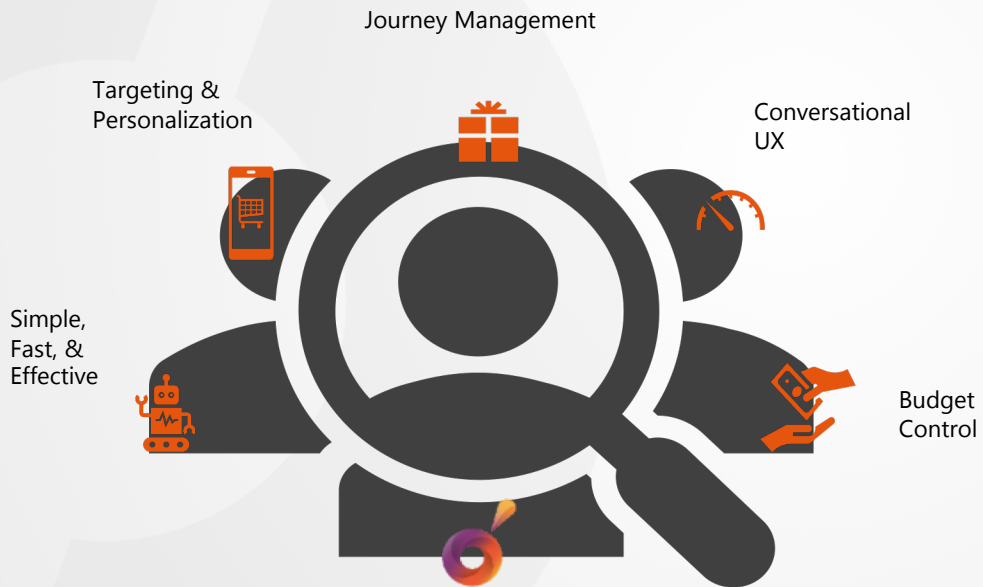 Journey Management
Targeting &
Personalization
Conversational
UX
Simple,
Fast, &
Effective
Budget
Control